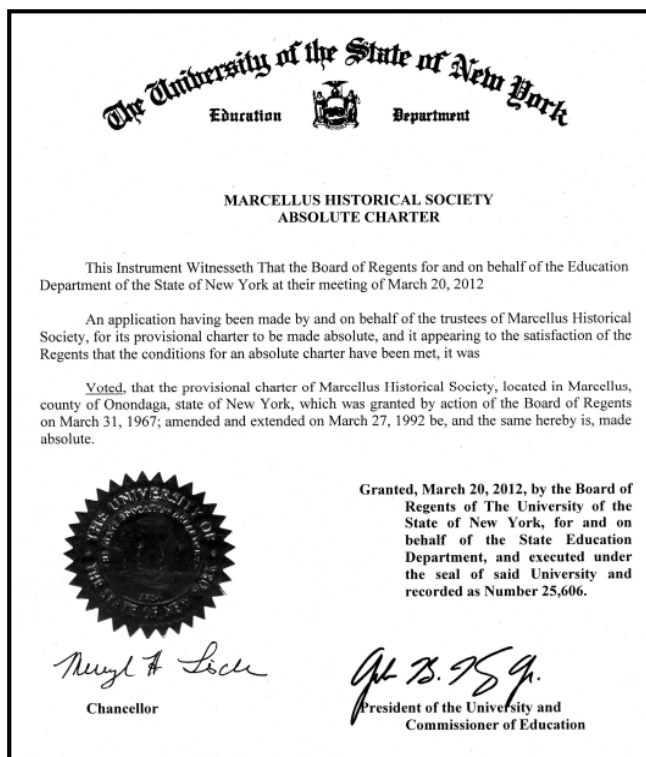 The University of the State of New York
Education Department
MARCELLUS HISTORICAL SOCIETY
ABSOLUTE CHARTER
This Instrument Witnesseth That the Board of Regents for and on behalf of the Education
Department of the State of New York at their meeting of March 20, 2012
An application having been made by and on behalf of the trustees of Marcellus Historical
Society, for its provisional charter to be made absolute, and it appearing to the satisfaction of the
Regents that the conditions for an absolute charter have been met, it was
Voted, that the provisional charter of Marcellus Historical Society, located in Marcellus,
county of Onondaga, state of New York, which was granted by action of the Board of Regents
on March 31, 1967; amended and extended on March 27, 1992 be, and the same hereby is, made
absolute.
THE UNIVERSITY OF
THE STATE OF NEW YORK
Granted, March 20, 2012, by the Board of
Regents of The University of the
State of New York, for and on
behalf of the State Education
Department, and executed under
the seal of said University and
recorded as Number 25,606.
Chancellor
President of the University and
Commissioner of Education